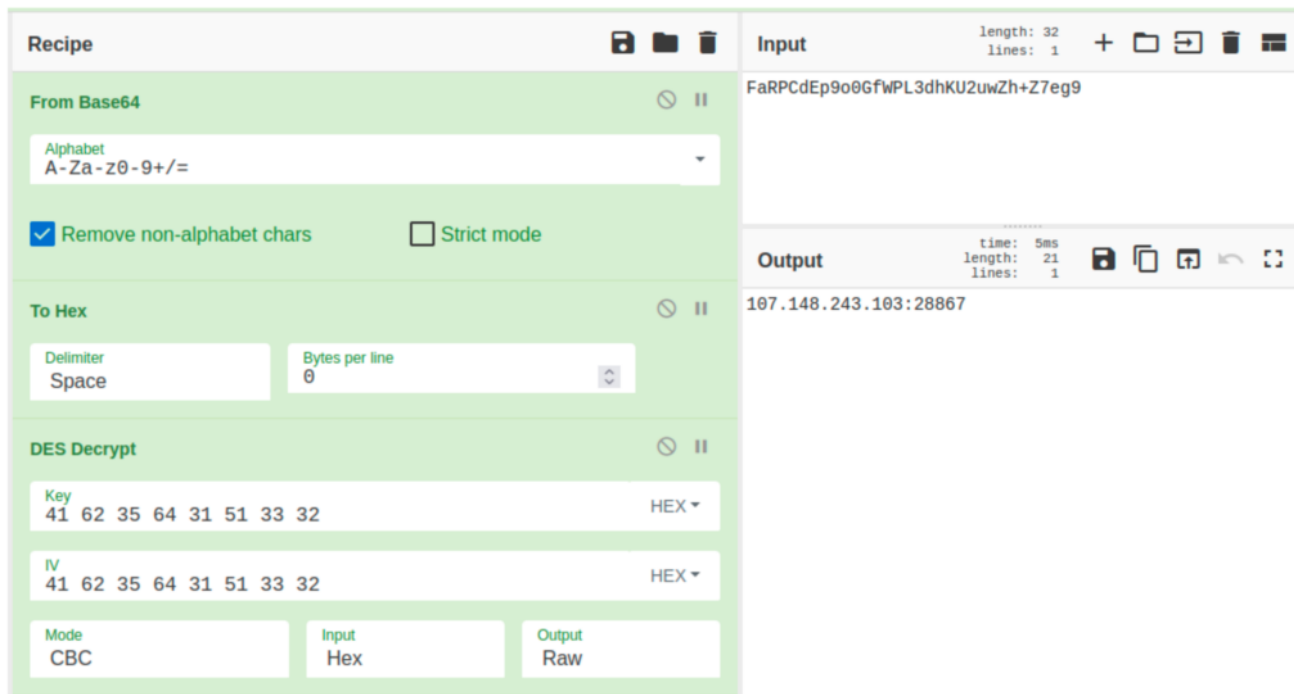 Recipe
From Base64
Alphabet
A-Za-z0-9+/=
Remove non-alphabet chars
Strict mode
To Hex
Delimiter
Space
Bytes per line
0
DES Decrypt
Key
41 62 35 64 31 51 33 32
HEX
IV
41 62 35 64 31 51 33 32
HEX
Mode
CBC
Input
Hex
Output
Raw
Input
length: 32
lines: 1
FaRPCdEp9o0GfWPL3dhKU2uwZh+Z7eg9
Output
time: 5ms
length: 21
lines: 1
107.148.243.103:28867